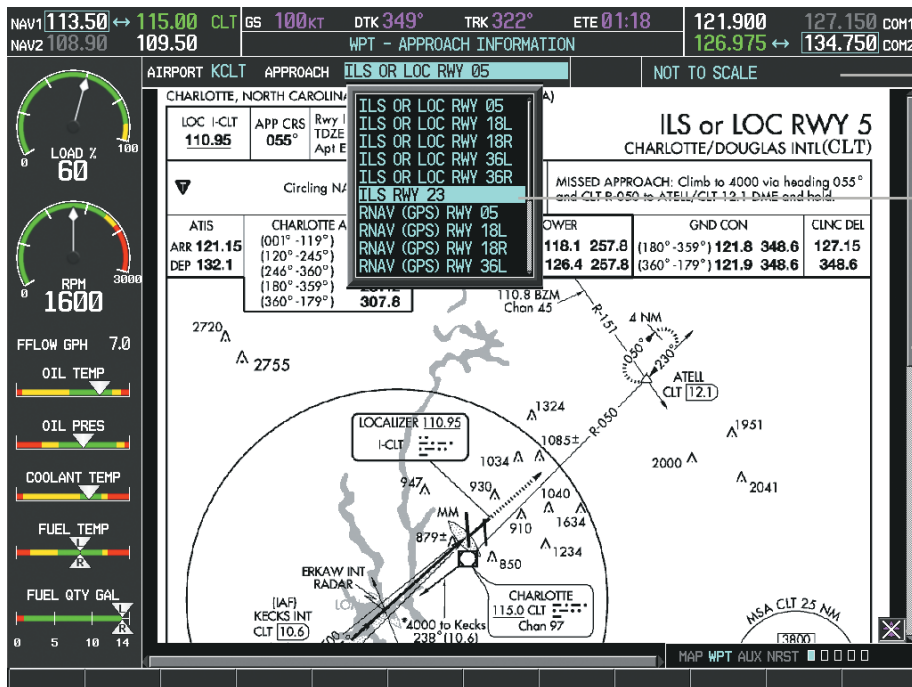 NAV1 113.50 ↔ 115.00 CLT
NAV2 108.90 109.50
GS 100KT DTK 349° TRK 322° ETE 01:18
WPT - APPROACH INFORMATION
121.900 127.150 COM1
126.975 ↔ 134.750 COM2
AIRPORT KCLT APPROACH ILS OR LOC RWY 05
NOT TO SCALE
ILS OR LOC RWY 05
ILS OR LOC RWY 18L
ILS OR LOC RWY 18R
ILS OR LOC RWY 36L
ILS OR LOC RWY 36R
ILS RWY 23
RNAV (GPS) RWY 05
RNAV (GPS) RWY 18L
RNAV (GPS) RWY 18R
RNAV (GPS) RWY 36L
0 100
LOAD %
60
0 3000
RPM
1600
FFLOW GPH 7.0
OIL TEMP
OIL PRES
COOLANT TEMP
FUEL TEMP
L
R
FUEL QTY GAL
L
R
0 5 10 14
CHARLOTTE, NORTH CAROLINA
LOC I-CLT
110.95
APP CRS
055°
Rwy
TDZE
Apt
ILS or LOC RWY 5
CHARLOTTE/DOUGLAS INTL (CLT)
T
Circling
MISSED APPROACH: Climb to 4000 via heading 055°
and CLT R-050 to ATELL/CLT 12.1 DME and hold.
ATIS
ARR 121.15
DEP 132.1
CHARLOTTE
(001°-119°)
(120°-245°)
(246°-360°)
(180°-359°)
(360°-179°) 307.8
118.1 257.8
126.4 257.8
GND CON
(180°-359°) 121.8 348.6
(360°-179°) 121.9 348.6
CLNC DEL
127.15
348.6
110.8 BZM
Chan 45
R-151
4 NM
050°
230°
ATELL
CLT 12.1
R-050
2720
2755
LOCALIZER 110.95
I-CLT
1324
1085±
1034
1951
2000
2041
947
930
1040
1634
910
MM
879±
850
1234
ERKAW INT
RADAR
(IAF)
KECKS INT
CLT 10.6
*4000 to Kecks
238° (10.6)
CHARLOTTE
115.0 CLT
Chan 97
MSA CLT 25 NM
3800
MAP WPT AUX NRST